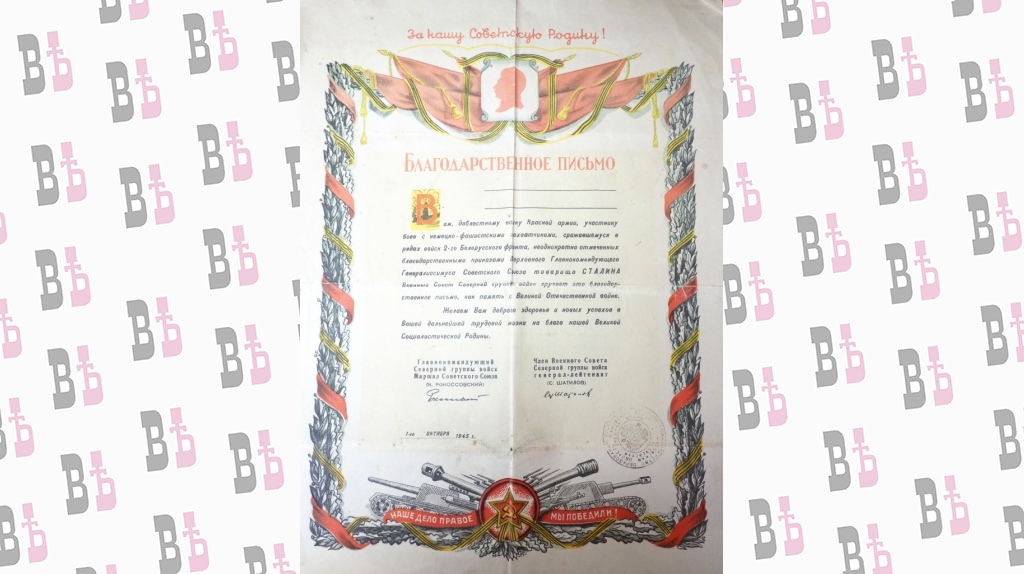 За нашу Советскую Родину!
Благодарственное письмо
Вам, доблестному воину Красной армии, участнику
боев с немецко-фашистскими захватчиками, сражавшемуся в
рядах войск 2-го Белорусского фронта, неоднократно отмеченных
благодарственными приказами Верховного Главнокомандующего
Генералиссимуса Советского Союза товарища СТАЛИНА
Военный Совет Северной группы войск вручает это благодар-
ственное письмо, как память о Великой Отечественной войне.
Желаем Вам доброго здоровья и новых успехов в
Вашей дальнейшей трудовой жизни на благо нашей Великой
Социалистической Родины.
Главнокомандующий
Северной группы войск
Маршал Советского Союза
(К. РОКОССОВСКИЙ)
Член Военного Совета
Северной группы войск
генерал-лейтенант
(С. ШАТИЛОВ)
1-го ОКТЯБРЯ 1945 г.
НАШЕ ДЕЛО ПРАВОЕ МЫ ПОБЕДИЛИ!